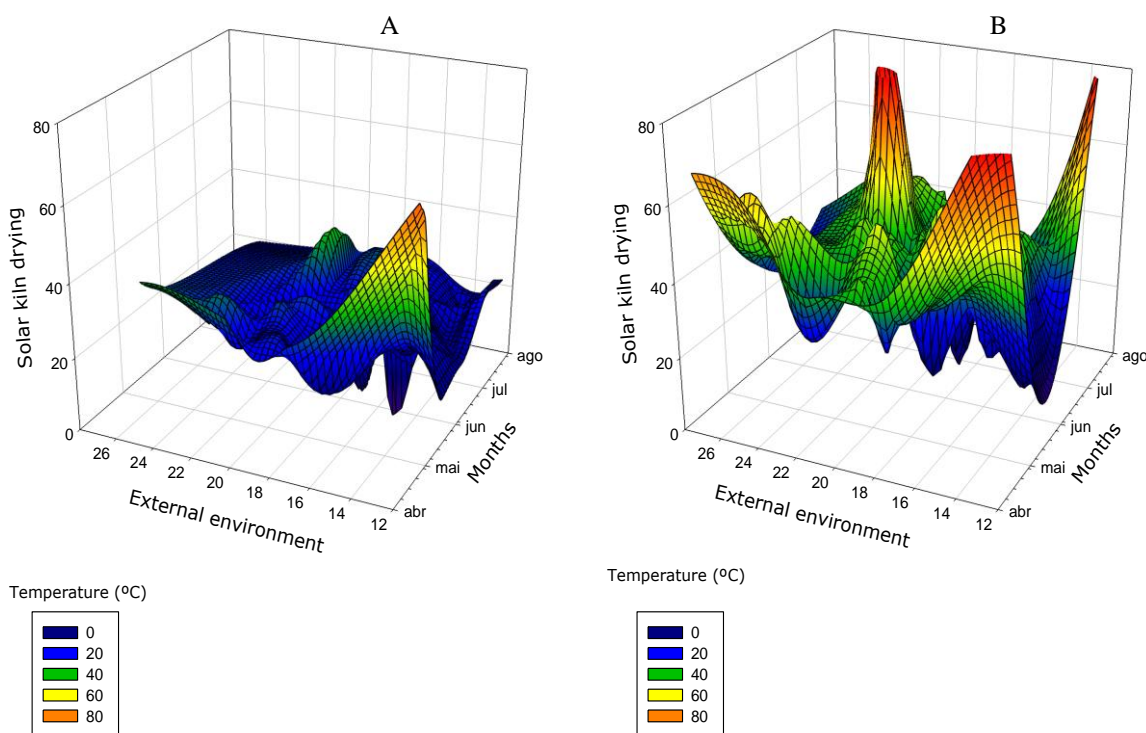 A
80
60
40
20
0
Solar kiln drying
26
24
22
20
18
16
14
12
External environment
abr
mai
jun
jul
ago
Months
Temperature (ºC)
0
20
40
60
80
B
80
60
40
20
0
Solar kiln drying
26
24
22
20
18
16
14
12
External environment
abr
mai
jun
jul
ago
Months
Temperature (ºC)
0
20
40
60
80